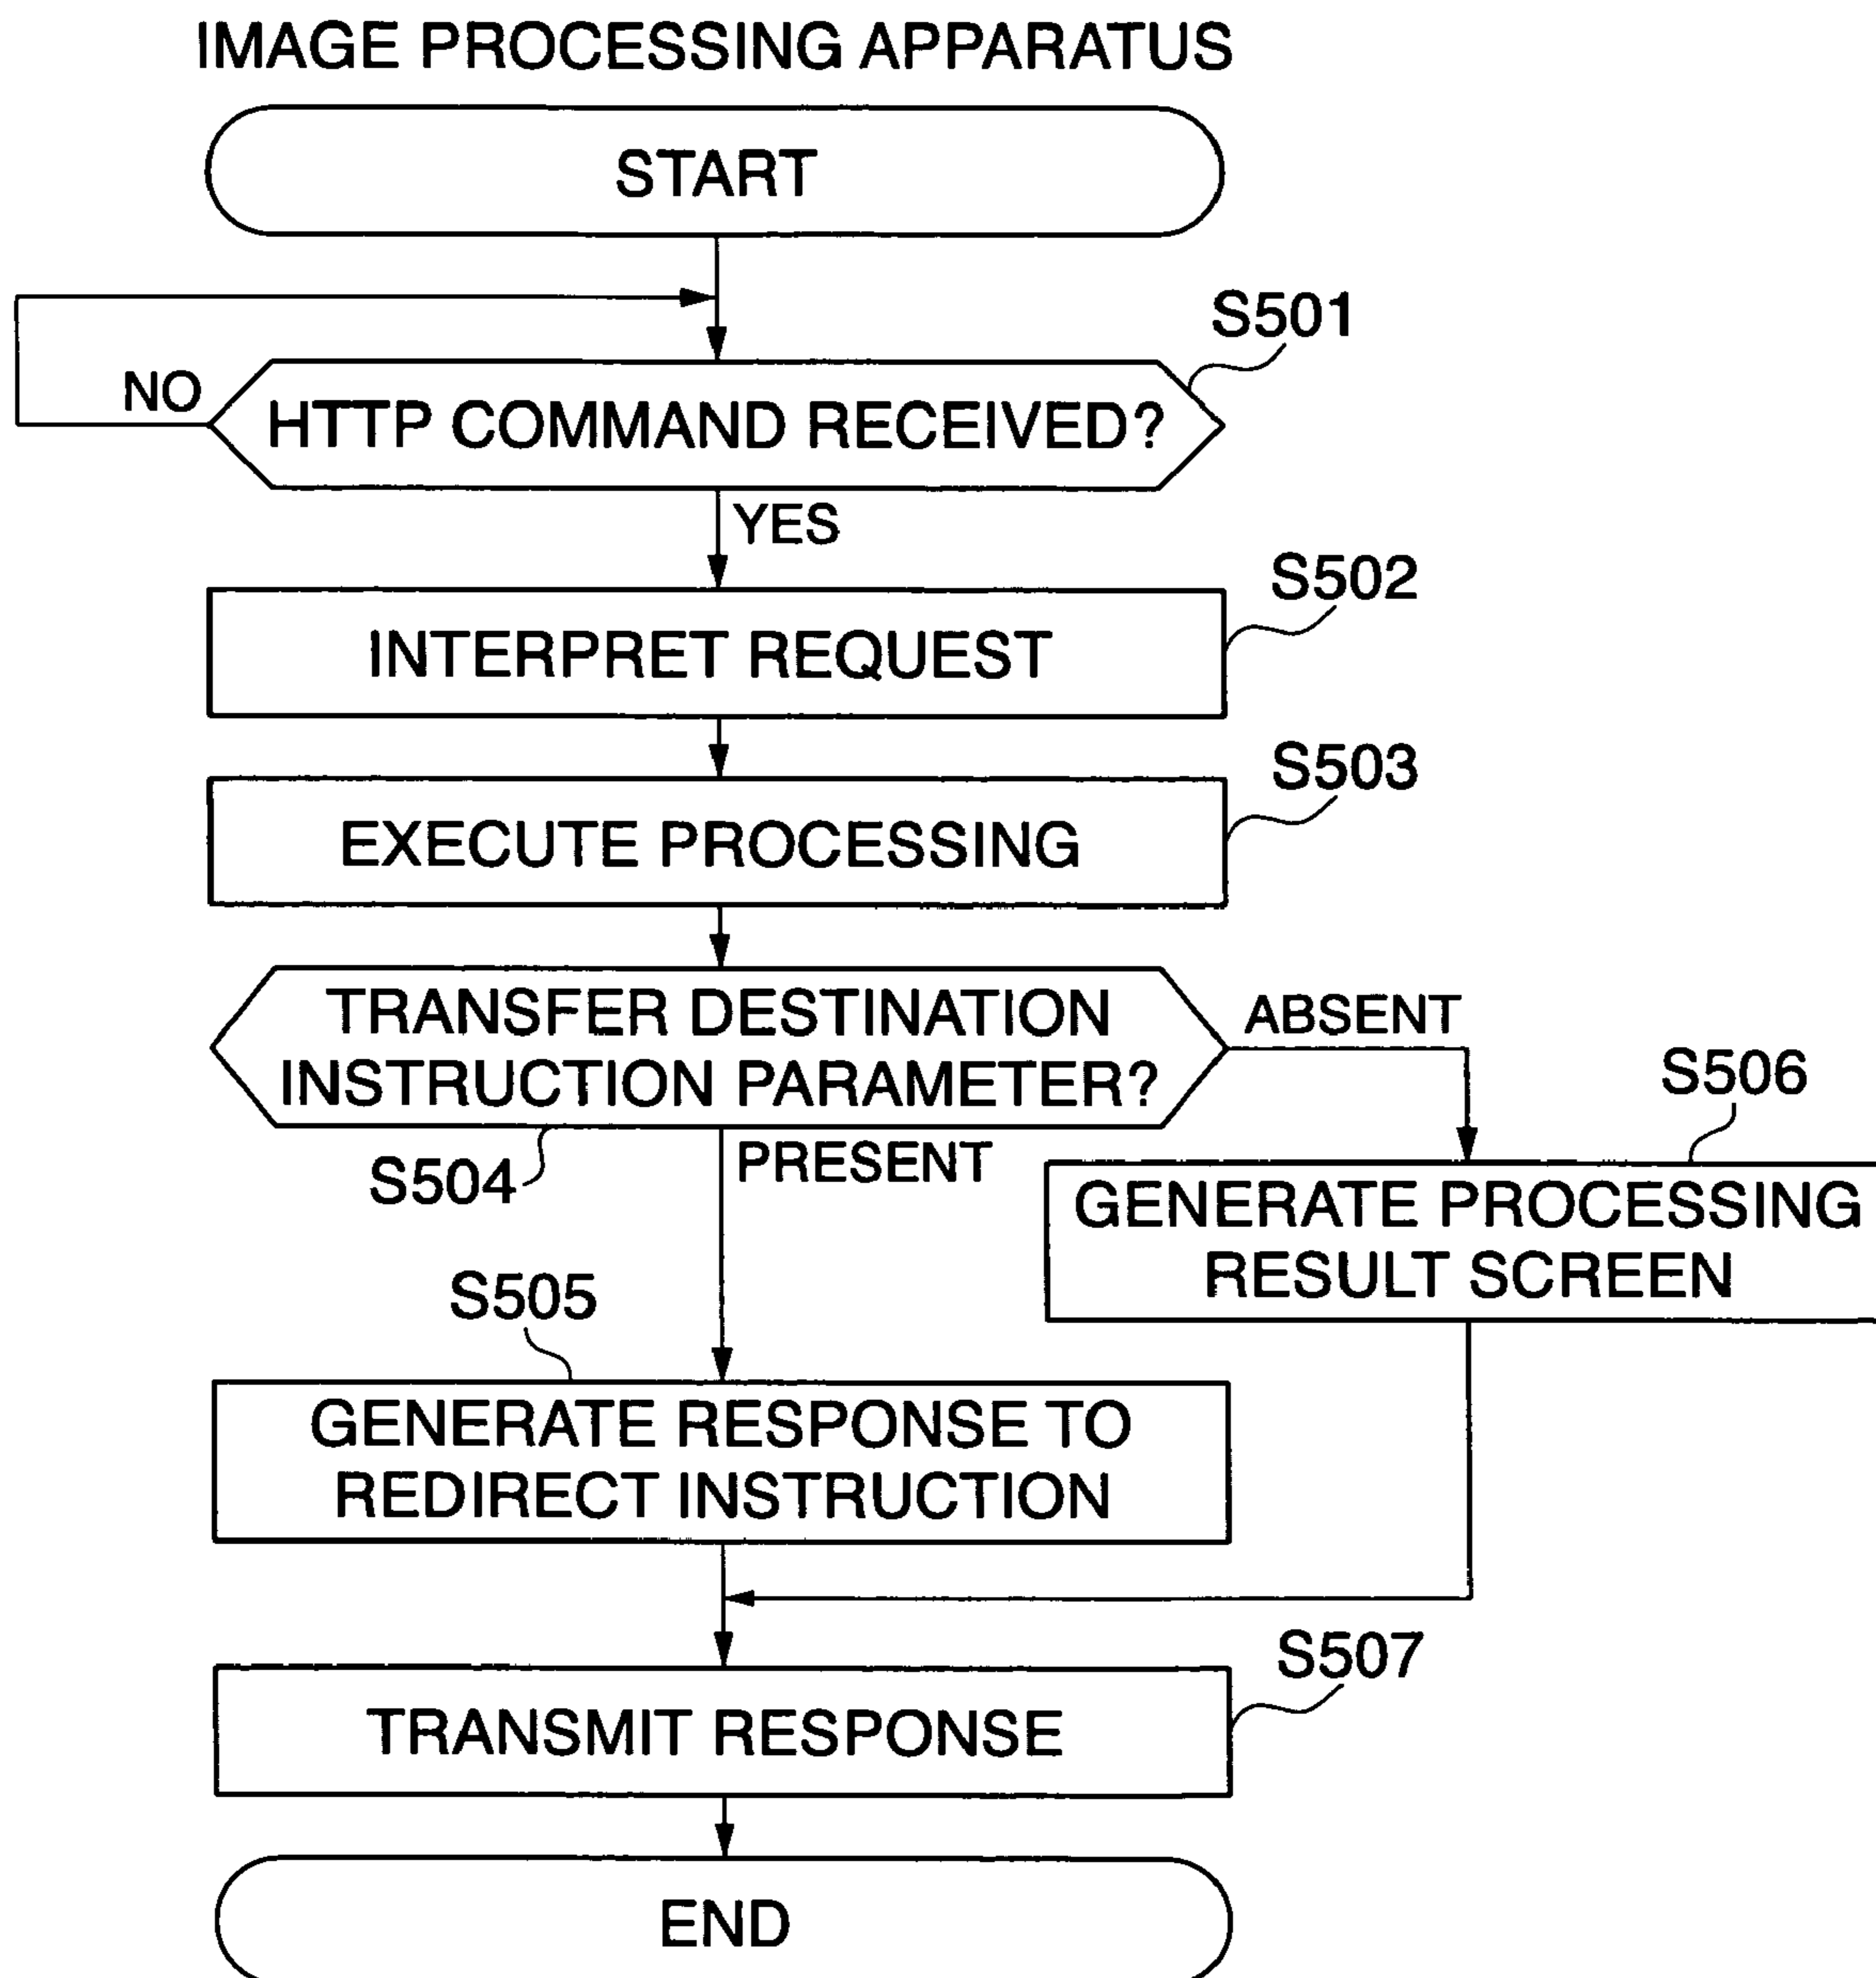 IMAGE PROCESSING APPARATUS
START
S501
NO
HTTP COMMAND RECEIVED?
YES
S502
INTERPRET REQUEST
S503
EXECUTE PROCESSING
TRANSFER DESTINATION
INSTRUCTION PARAMETER?
ABSENT
S504
PRESENT
S506
GENERATE PROCESSING
RESULT SCREEN
S505
GENERATE RESPONSE TO
REDIRECT INSTRUCTION
S507
TRANSMIT RESPONSE
END